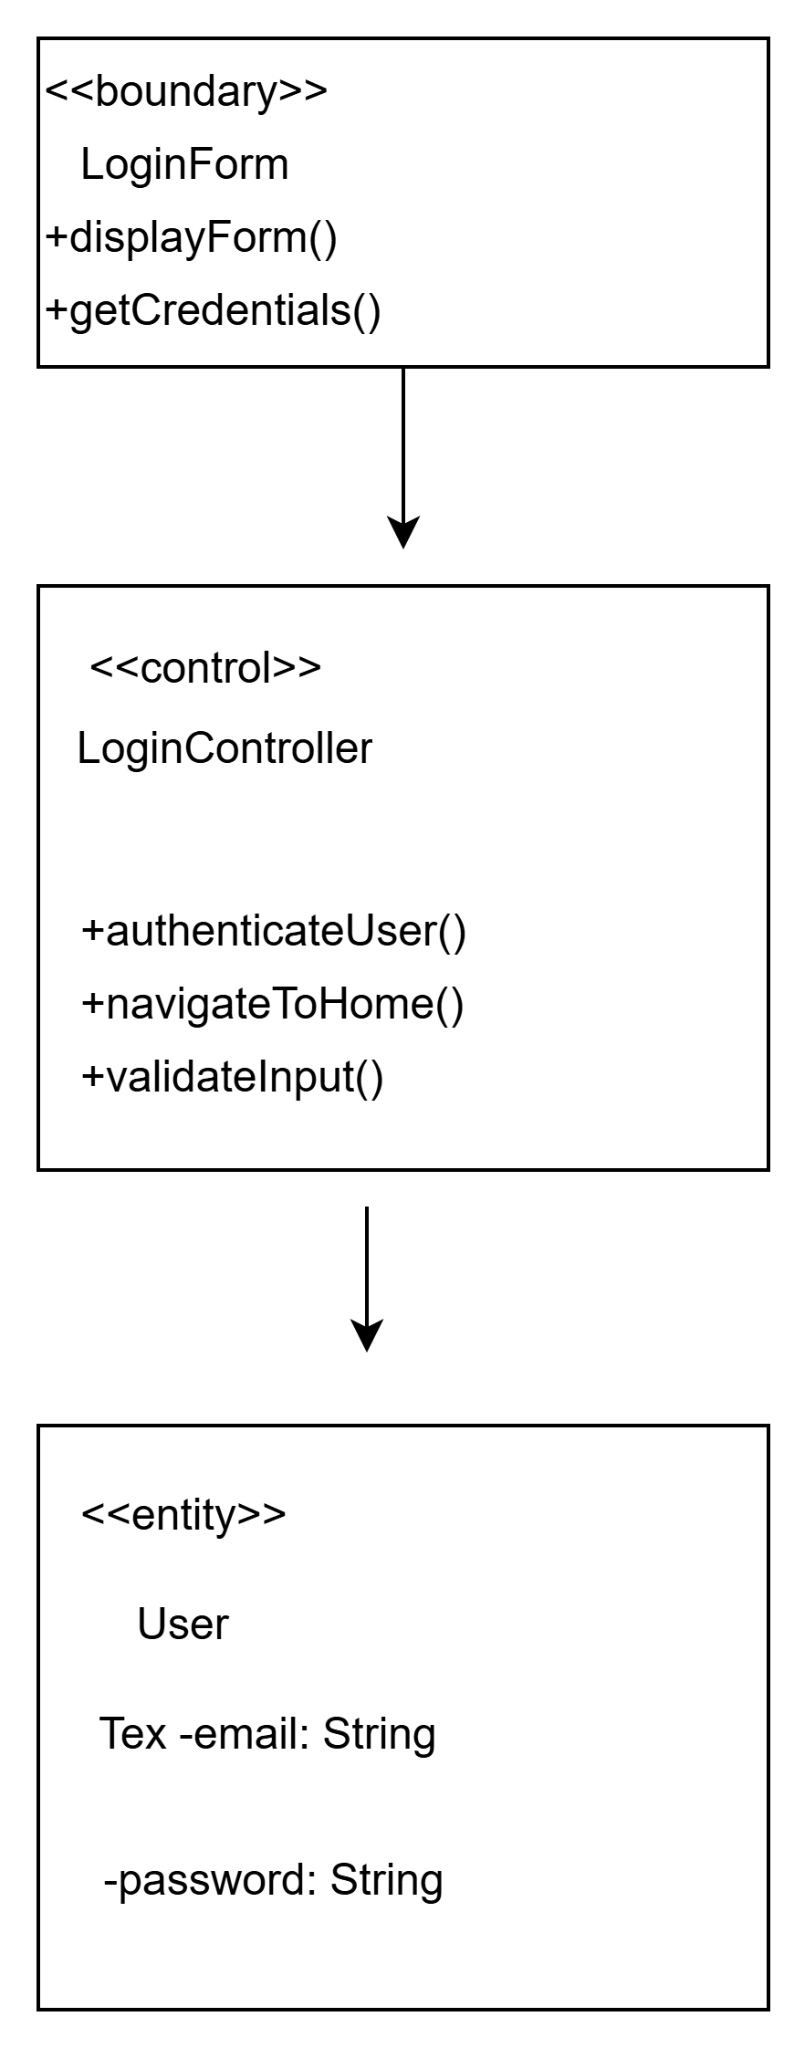 <<boundary>>
LoginForm
+displayForm()
+getCredentials()
<<control>>
LoginController
+authenticateUser()
+navigateToHome()
+validateInput()
<<entity>>
User
Tex -email: String
-password: String